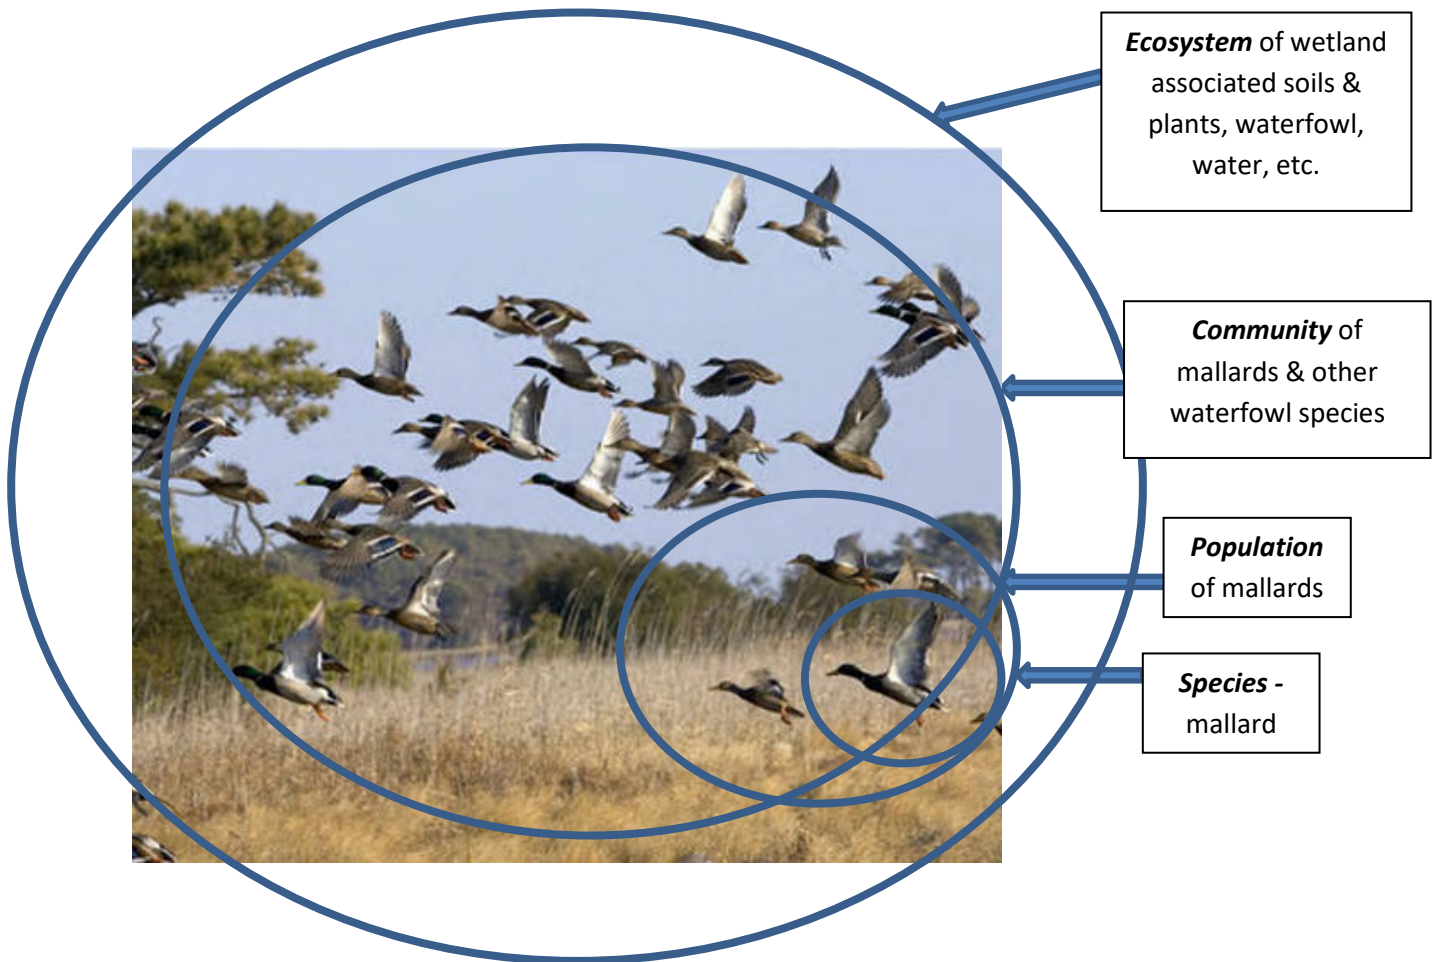 Ecosystem of wetland
associated soils &
plants, waterfowl,
water, etc.
Community of
mallards & other
waterfowl species
Population
of mallards
Species -
mallard